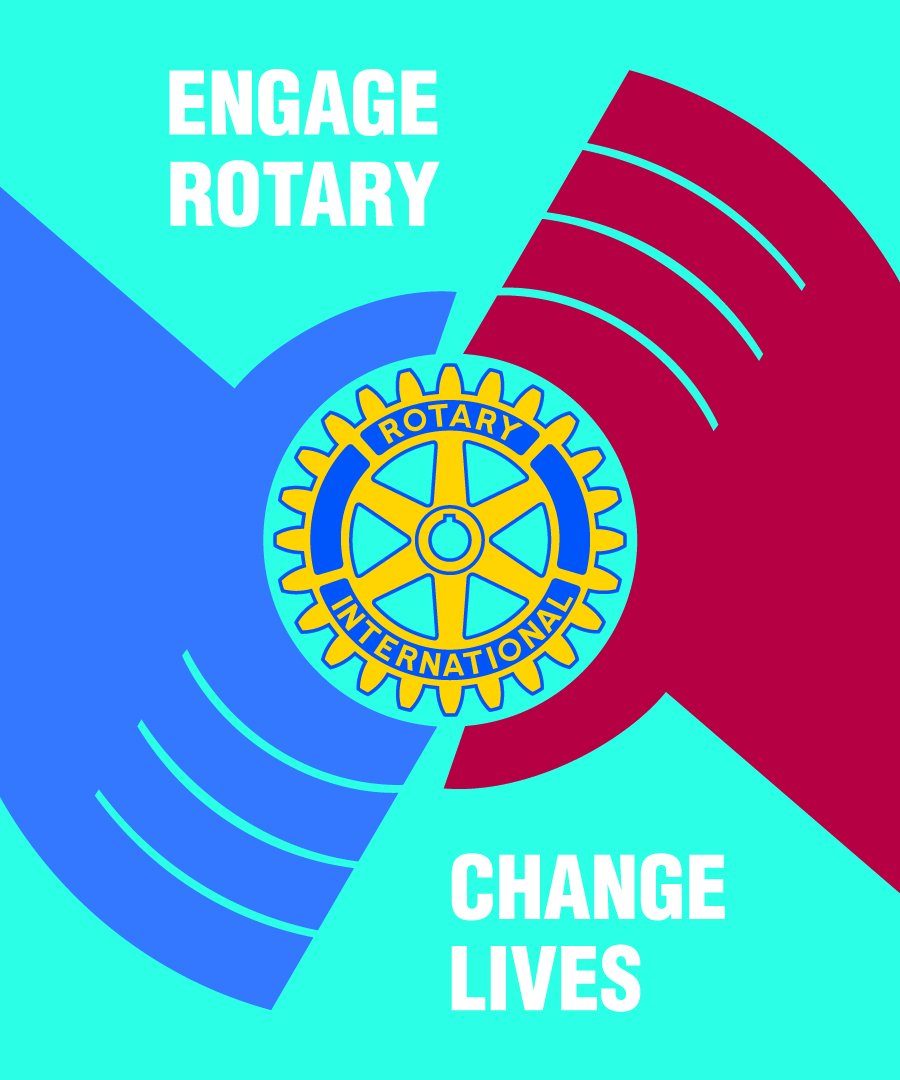 ENGAGE
ROTARY
ROTARY
INTERNATIONAL
CHANGE
LIVES